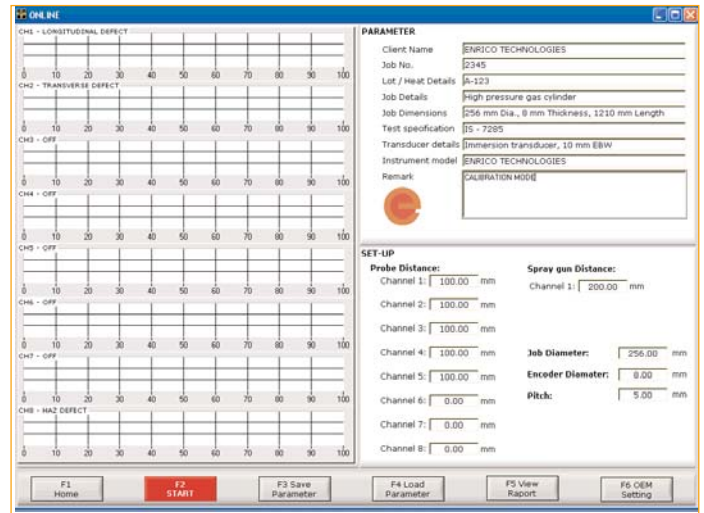 ONLINE
CH1 - LONGITUDINAL DEFECT
0 10 20 30 40 50 60 70 80 90 100
CH2 - TRANSVERSE DEFECT
0 10 20 30 40 50 60 70 80 90 100
CH3 - OFF
0 10 20 30 40 50 60 70 80 90 100
CH4 - OFF
0 10 20 30 40 50 60 70 80 90 100
CH5 - OFF
0 10 20 30 40 50 60 70 80 90 100
CH6 - OFF
0 10 20 30 40 50 60 70 80 90 100
CH7 - OFF
0 10 20 30 40 50 60 70 80 90 100
CH8 - HAZ DEFECT
0 10 20 30 40 50 60 70 80 90 100
PARAMETER
Client Name ENRICO TECHNOLOGIES
Job No. 2345
Lot / Heat Details A-123
Job Details High pressure gas cylinder
Job Dimensions 256 mm Dia., 8 mm Thickness, 1210 mm Length
Test specification IS - 7285
Transducer details Immersion transducer, 10 mm EBW
Instrument model ENRICO TECHNOLOGIES
Remark CALIBRATION MODE
SET-UP
Probe Distance: Spray gun Distance:
Channel 1: 100.00 mm Channel 1: 200.00 mm
Channel 2: 100.00 mm
Channel 3: 100.00 mm
Channel 4: 100.00 mm Job Diameter: 256.00 mm
Channel 5: 100.00 mm Encoder Diameter: 8.00 mm
Channel 6: 0.00 mm Pitch: 5.00 mm
Channel 7: 0.00 mm
Channel 8: 0.00 mm
F1 Home
F2 START
F3 Save Parameter
F4 Load Parameter
F5 View Raport
F6 OEM Setting